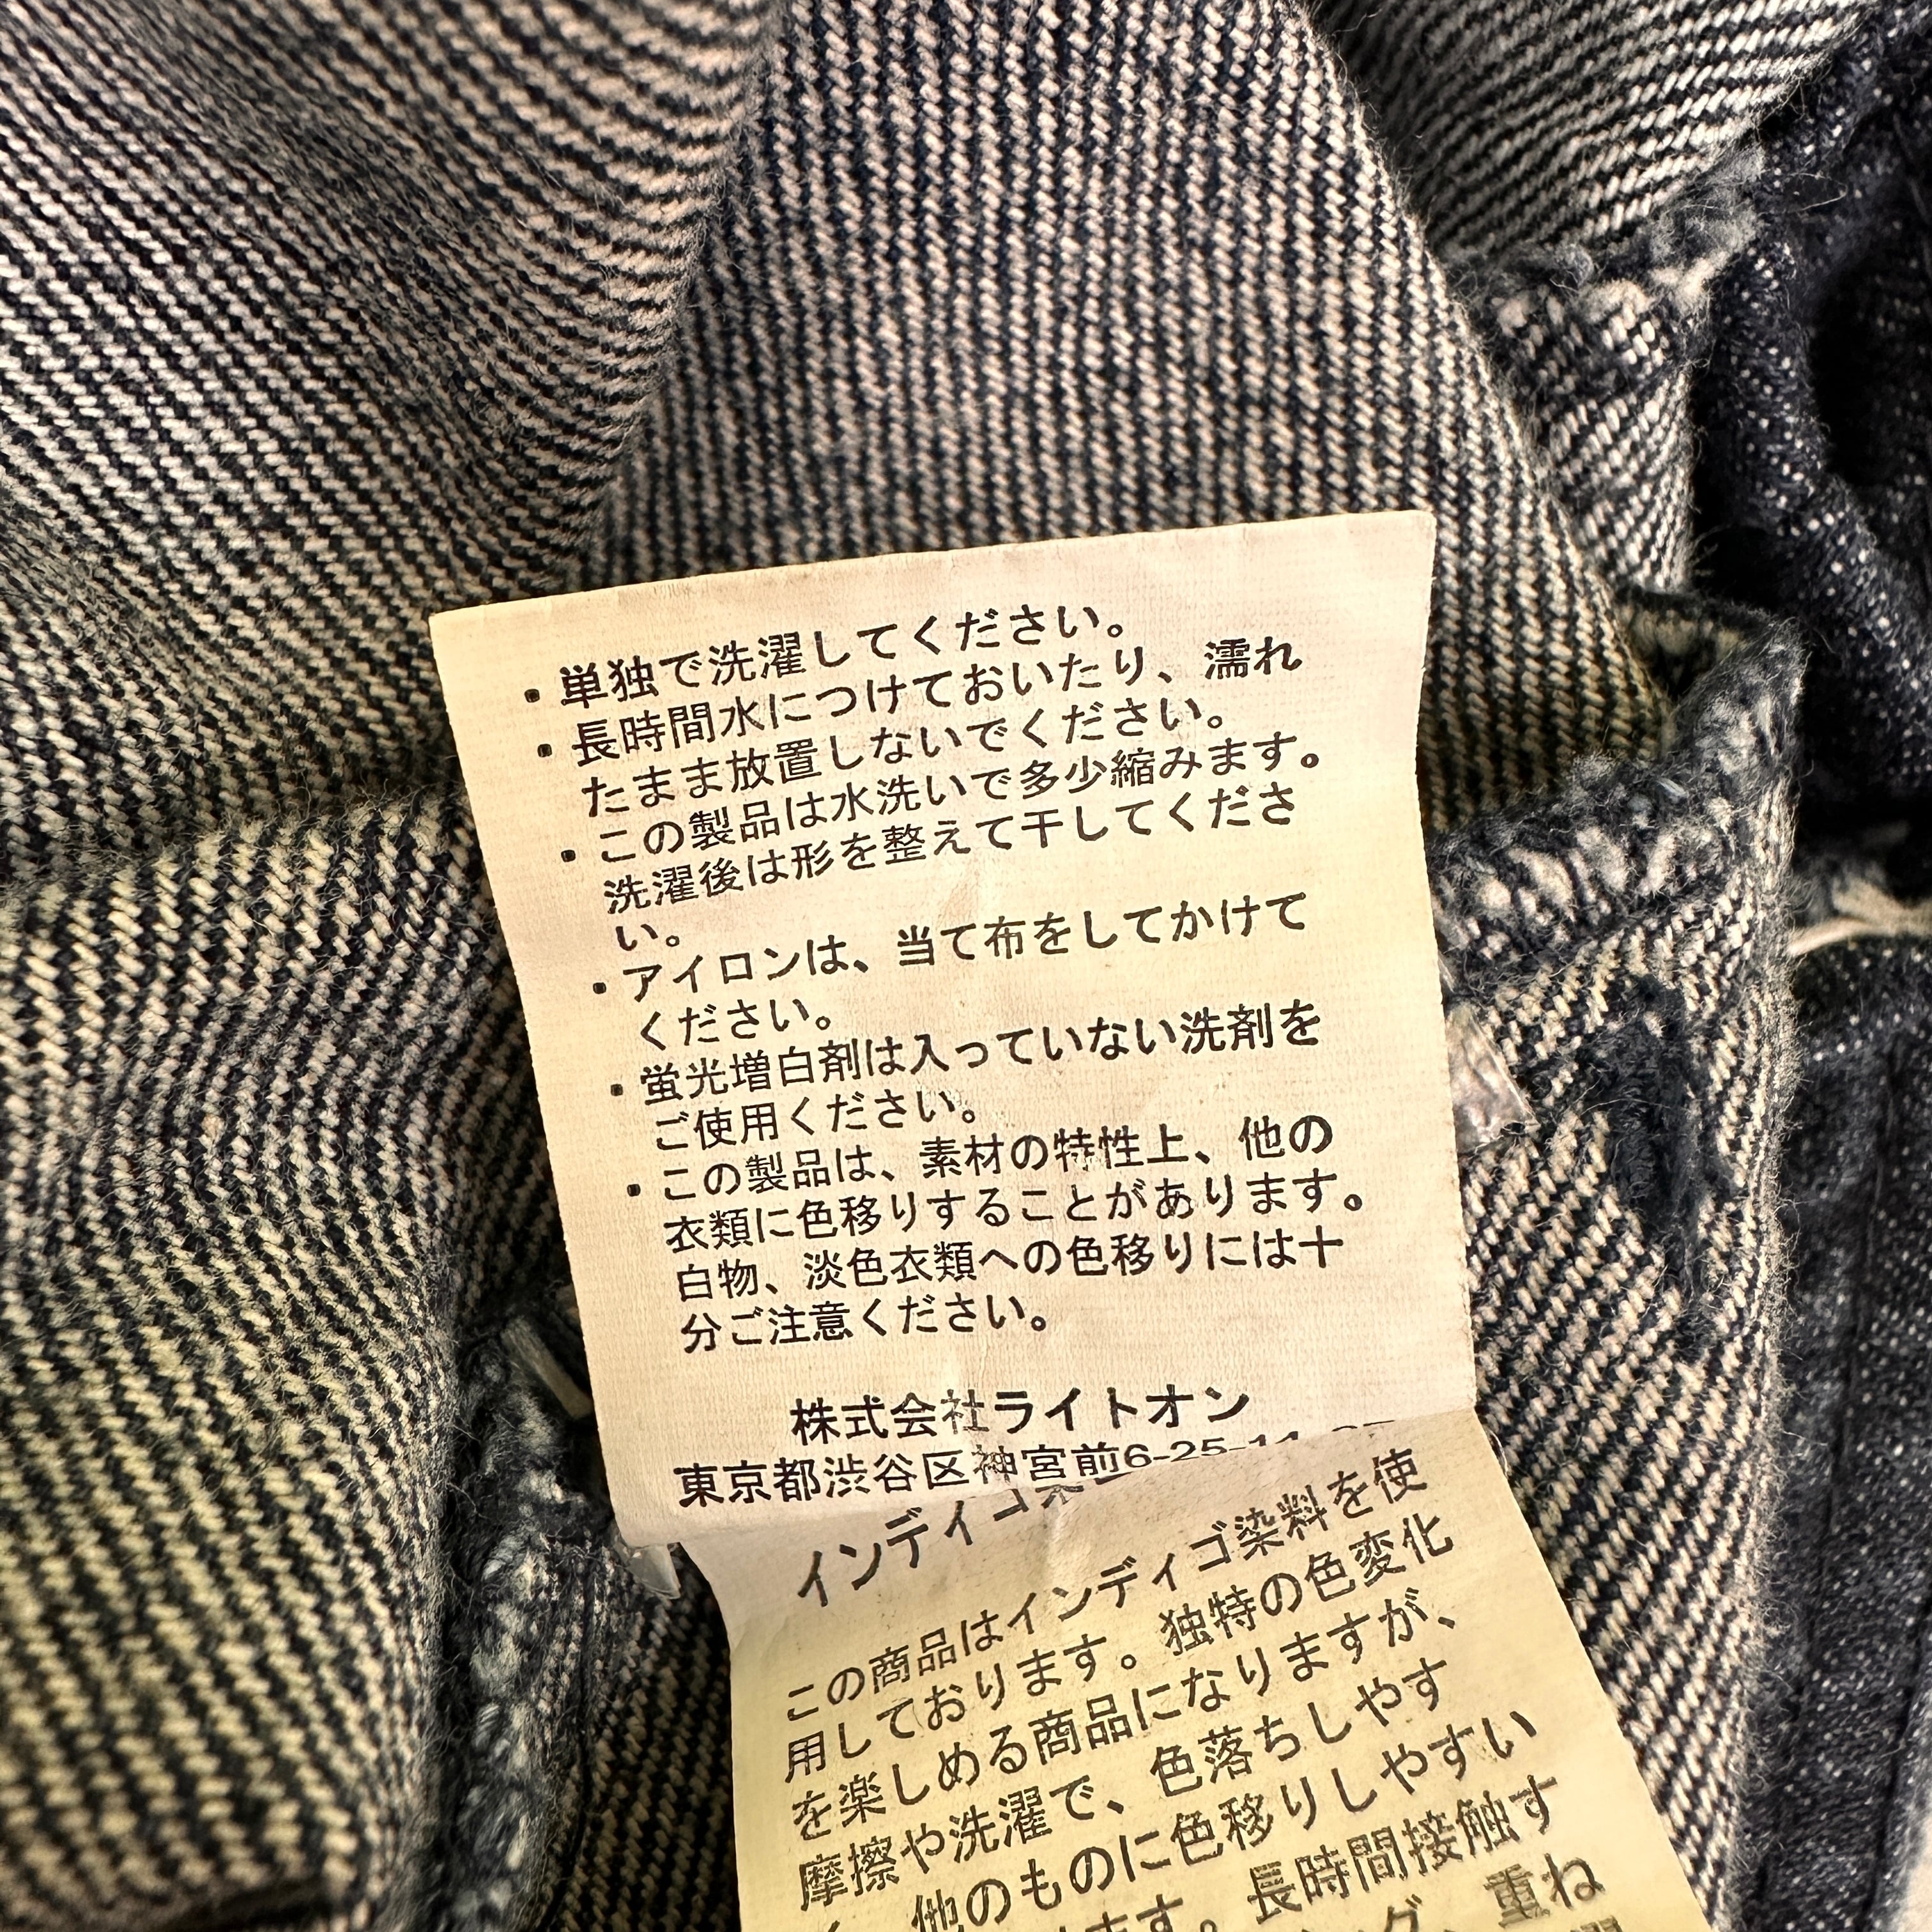 ・単独で洗濯してください。
・長時間水につけておいたり、濡れ
たまま放置しないでください。
・この製品は水洗いで多少縮みます。
洗濯後は形を整えて干してくださ
い。
・アイロンは、当て布をしてかけて
ください。
・蛍光増白剤は入っていない洗剤を
ご使用ください。
・この製品は、素材の特性上、他の
衣類に色移りすることがあります。
白物、淡色衣類への色移りには十
分ご注意ください。
株式会社ライトオン
東京都渋谷区神宮前6-25-14
インディゴ染
この商品はインディゴ染料を使
用しております。独特の色変化
を楽しめる商品になりますが、
摩擦や洗濯で、色落ちしやす
く、他のものに色移りしやすい
ます。長時間接触す
グ、重ね